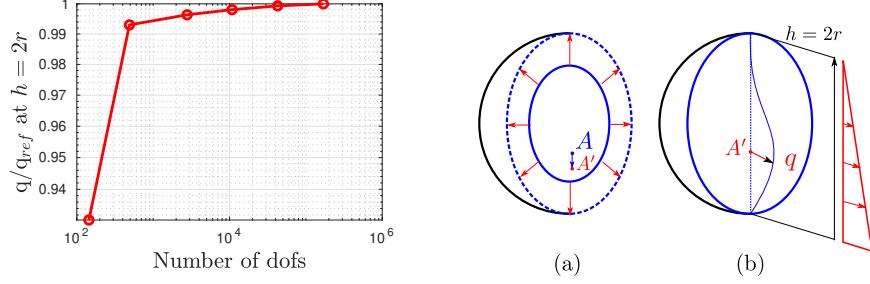 q/q_ref at h = 2r
1
0.99
0.98
0.97
0.96
0.95
0.94
10^2
10^4
10^6
Number of dofs
A
A'
(a)
h = 2r
A'
q
(b)